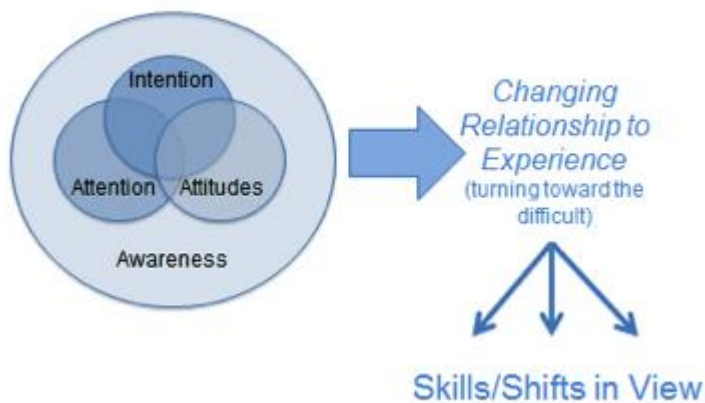 Intention
Attention
Attitudes
Awareness
Changing
Relationship to
Experience
(turning toward the
difficult)
Skills/Shifts in View